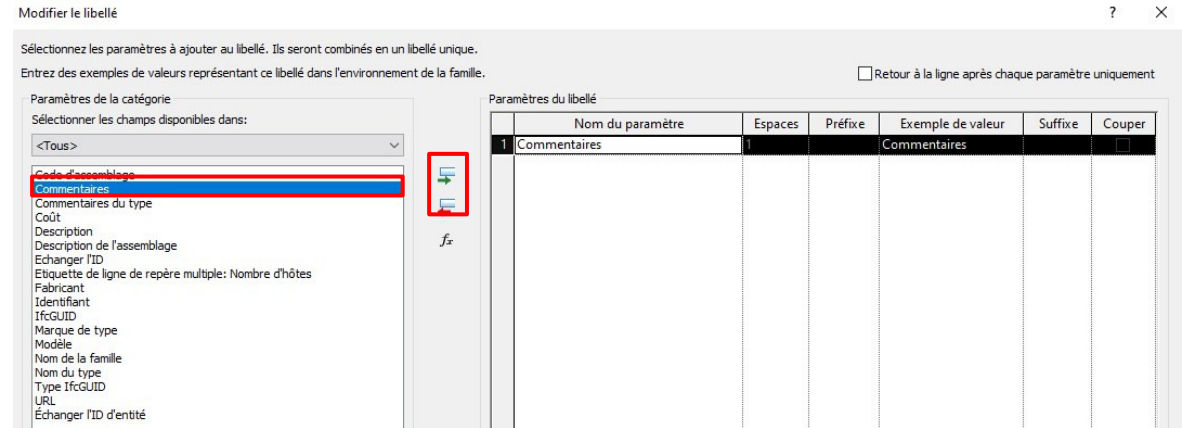 Modifier le libellé
? ×
Sélectionnez les paramètres à ajouter au libellé. Ils seront combinés en un libellé unique.
Entrez des exemples de valeurs représentant ce libellé dans l'environnement de la famille.
Retour à la ligne après chaque paramètre uniquement
Paramètres de la catégorie
Sélectionner les champs disponibles dans:
<Tous>
Code d'assemblage
Commentaires
Commentaires du type
Coût
Description
Description de l'assemblage
Echanger l'ID
Etiquette de ligne de repère multiple: Nombre d'hôtes
Fabricant
Identifiant
IfcGUID
Marque de type
Modèle
Nom de la famille
Nom du type
Type IfcGUID
URL
Échanger l'ID d'entité
fx
Paramètres du libellé
Nom du paramètre Espaces Préfixe Exemple de valeur Suffixe Couper
1 Commentaires 1 Commentaires